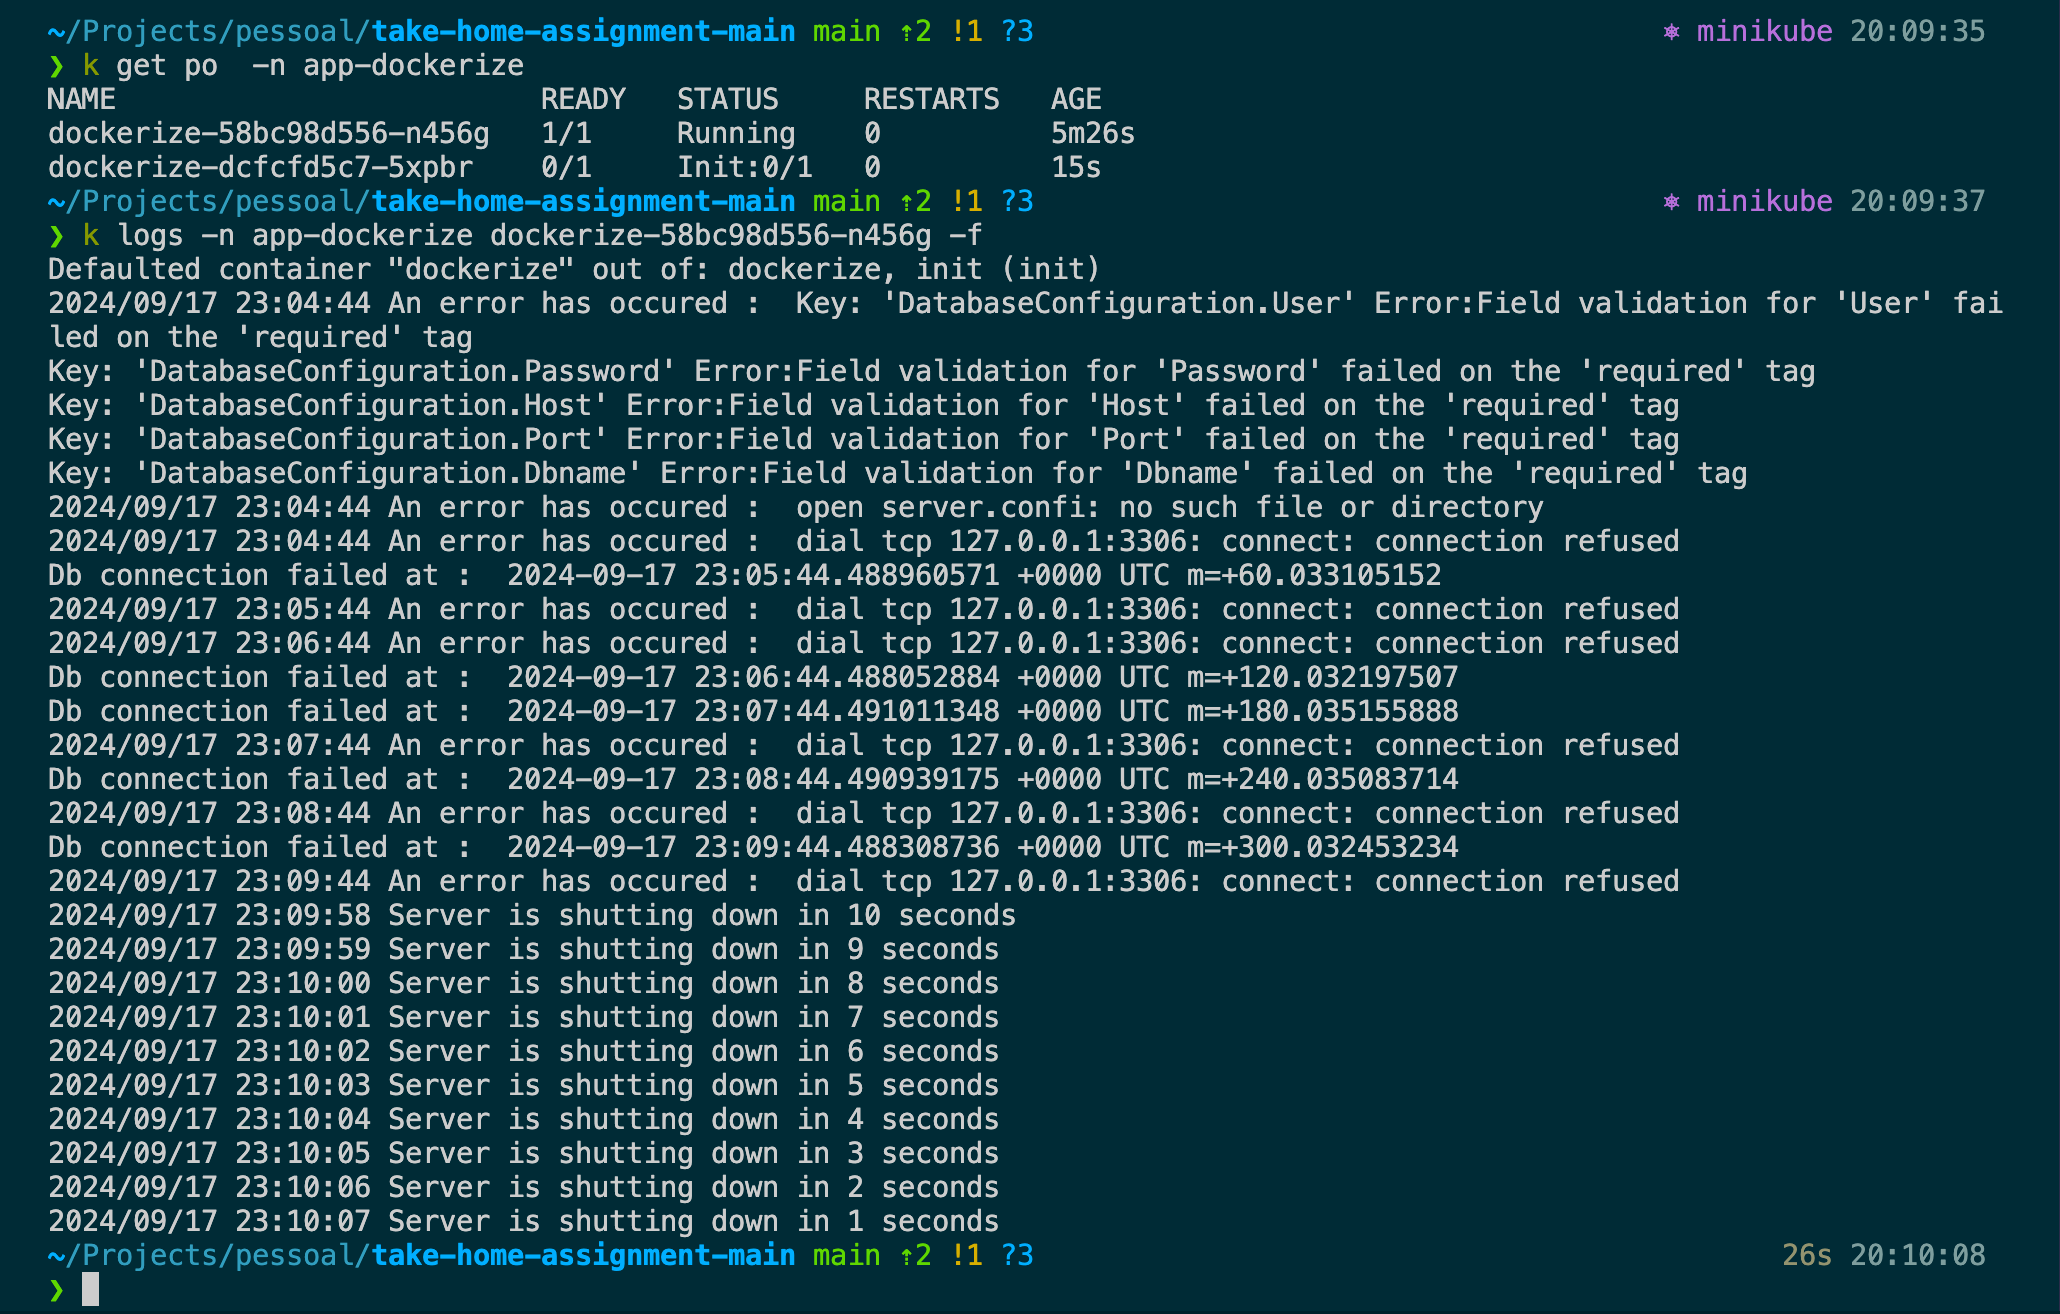 ~/Projects/pessoal/take-home-assignment-main main ⇡2 !1 ?3 ⎈ minikube 20:09:35
❯ k get po  -n app-dockerize
NAME                         READY   STATUS     RESTARTS   AGE
dockerize-58bc98d556-n456g   1/1     Running    0          5m26s
dockerize-dcfcfd5c7-5xpbr    0/1     Init:0/1   0          15s
~/Projects/pessoal/take-home-assignment-main main ⇡2 !1 ?3 ⎈ minikube 20:09:37
❯ k logs -n app-dockerize dockerize-58bc98d556-n456g -f
Defaulted container "dockerize" out of: dockerize, init (init)
2024/09/17 23:04:44 An error has occured :  Key: 'DatabaseConfiguration.User' Error:Field validation for 'User' fai
led on the 'required' tag
Key: 'DatabaseConfiguration.Password' Error:Field validation for 'Password' failed on the 'required' tag
Key: 'DatabaseConfiguration.Host' Error:Field validation for 'Host' failed on the 'required' tag
Key: 'DatabaseConfiguration.Port' Error:Field validation for 'Port' failed on the 'required' tag
Key: 'DatabaseConfiguration.Dbname' Error:Field validation for 'Dbname' failed on the 'required' tag
2024/09/17 23:04:44 An error has occured :  open server.confi: no such file or directory
2024/09/17 23:04:44 An error has occured :  dial tcp 127.0.0.1:3306: connect: connection refused
Db connection failed at :  2024-09-17 23:05:44.488960571 +0000 UTC m=+60.033105152
2024/09/17 23:05:44 An error has occured :  dial tcp 127.0.0.1:3306: connect: connection refused
2024/09/17 23:06:44 An error has occured :  dial tcp 127.0.0.1:3306: connect: connection refused
Db connection failed at :  2024-09-17 23:06:44.488052884 +0000 UTC m=+120.032197507
Db connection failed at :  2024-09-17 23:07:44.491011348 +0000 UTC m=+180.035155888
2024/09/17 23:07:44 An error has occured :  dial tcp 127.0.0.1:3306: connect: connection refused
Db connection failed at :  2024-09-17 23:08:44.490939175 +0000 UTC m=+240.035083714
2024/09/17 23:08:44 An error has occured :  dial tcp 127.0.0.1:3306: connect: connection refused
Db connection failed at :  2024-09-17 23:09:44.488308736 +0000 UTC m=+300.032453234
2024/09/17 23:09:44 An error has occured :  dial tcp 127.0.0.1:3306: connect: connection refused
2024/09/17 23:09:58 Server is shutting down in 10 seconds
2024/09/17 23:09:59 Server is shutting down in 9 seconds
2024/09/17 23:10:00 Server is shutting down in 8 seconds
2024/09/17 23:10:01 Server is shutting down in 7 seconds
2024/09/17 23:10:02 Server is shutting down in 6 seconds
2024/09/17 23:10:03 Server is shutting down in 5 seconds
2024/09/17 23:10:04 Server is shutting down in 4 seconds
2024/09/17 23:10:05 Server is shutting down in 3 seconds
2024/09/17 23:10:06 Server is shutting down in 2 seconds
2024/09/17 23:10:07 Server is shutting down in 1 seconds
~/Projects/pessoal/take-home-assignment-main main ⇡2 !1 ?3 26s 20:10:08
❯